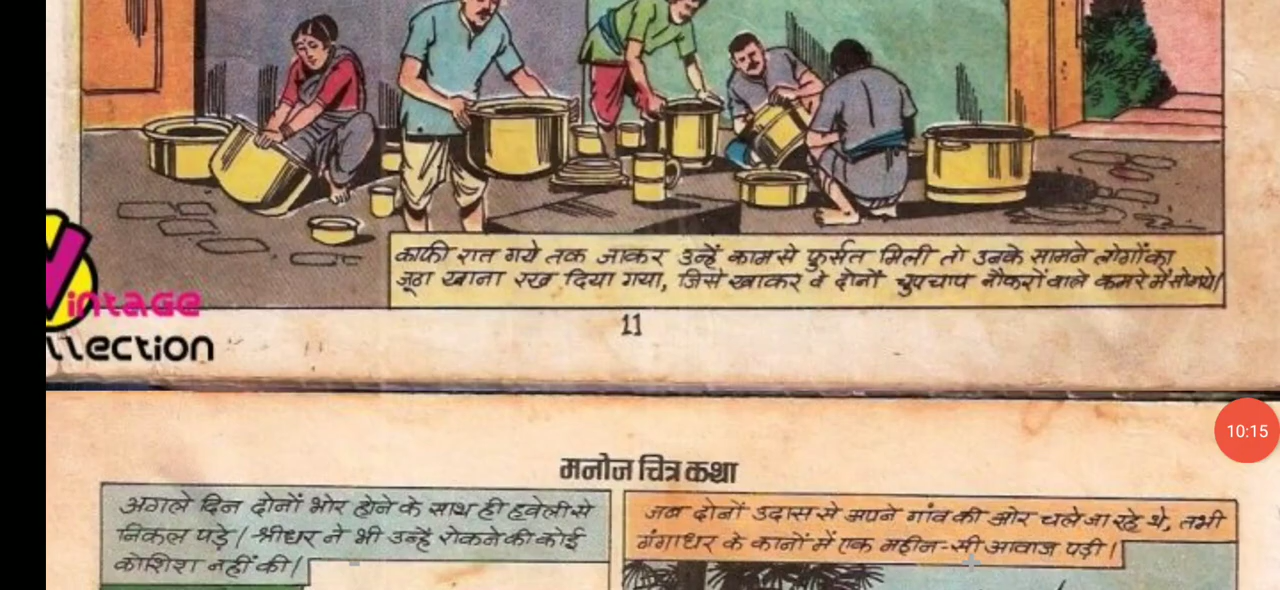 काफी रात गये तक जाकर उन्हें काम से फुर्सत मिली तो उनके सामने लोगों का
जूठा खाना रख दिया गया, जिसे खाकर वे दोनों चुपचाप नौकरों वाले कमरे में सो गये।
intage
llection
11
10:15
मनोज चित्र कथा
अगले दिन दोनों भोर होने के साथ ही हवेली से
निकल पड़े। श्रीधर ने भी उन्हें रोकने की कोई
कोशिश नहीं की।
जब दोनों उदास से अपने गांव की ओर चले जा रहे थे, तभी
गंगाधर के कानों में एक महीन-सी आवाज पड़ी।